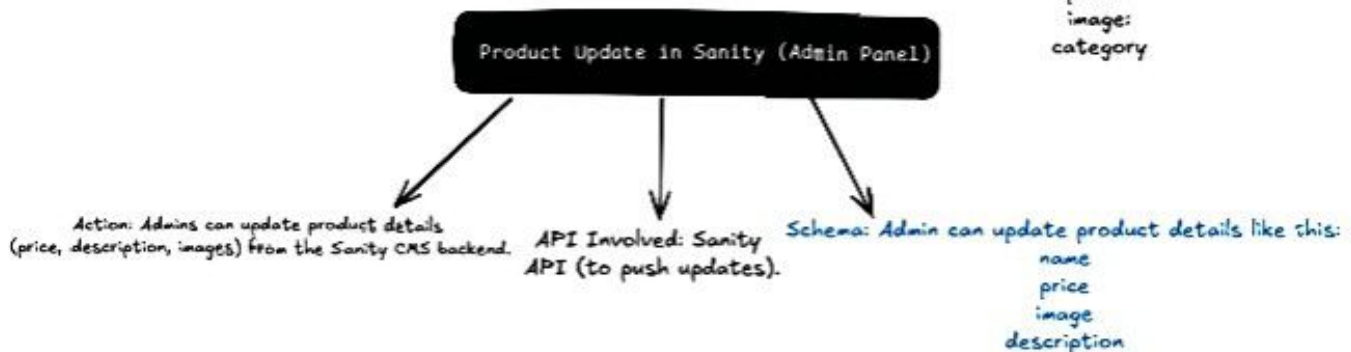 image:
category
Product Update in Sanity (Admin Panel)
Action: Admins can update product details
(price, description, images) from the Sanity CMS backend.
API Involved: Sanity
API (to push updates).
Schema: Admin can update product details like this:
name
price
image
description